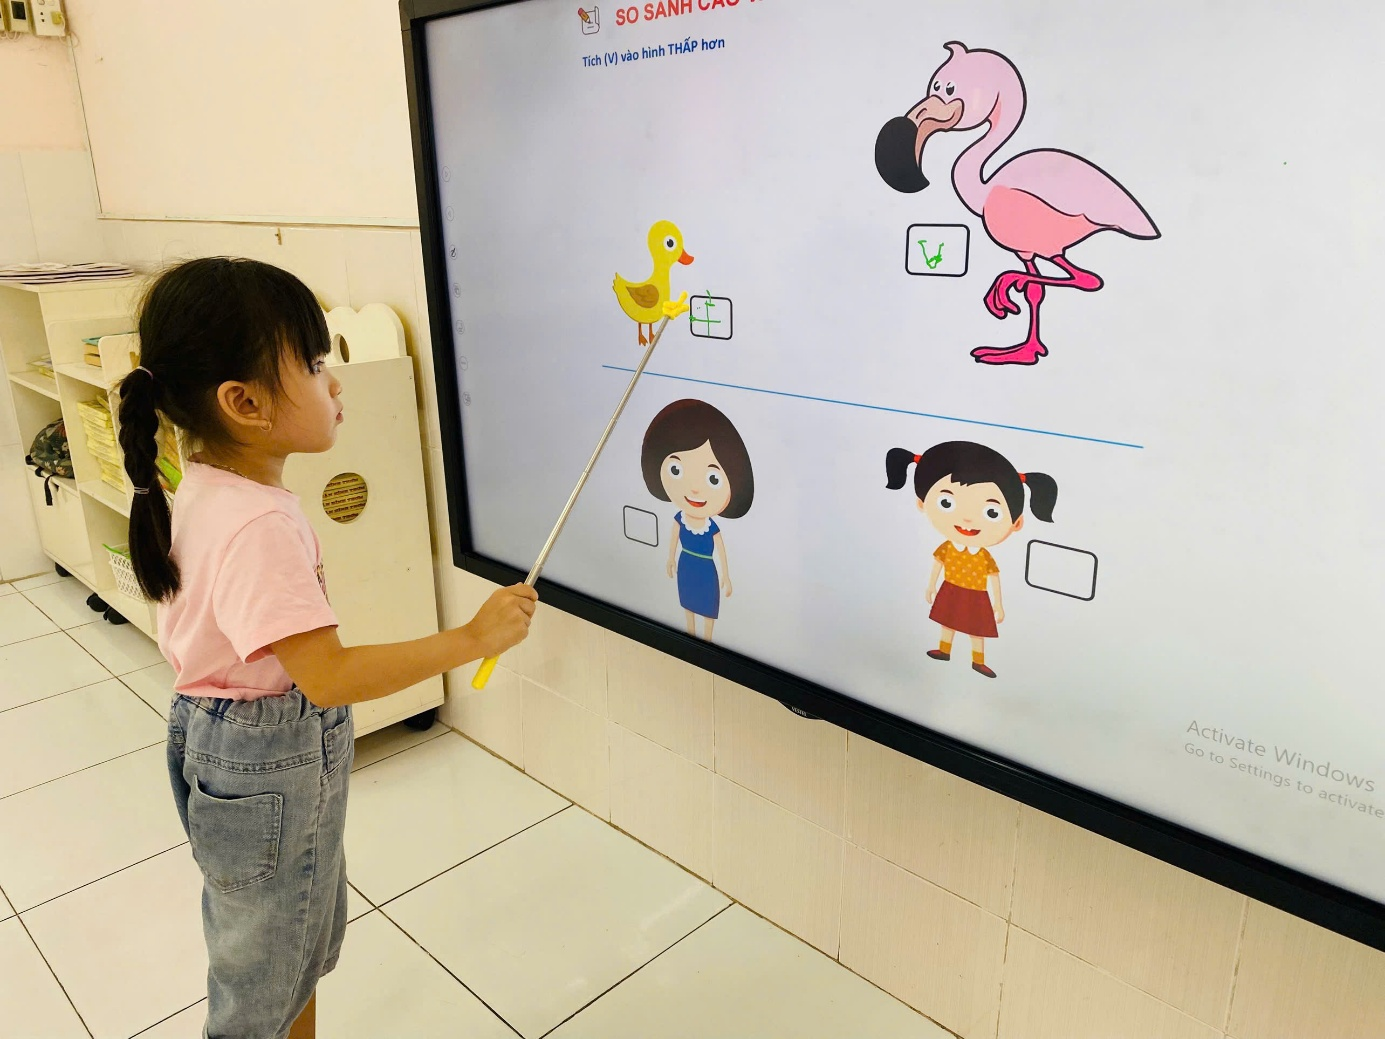 SO SÁNH CAO
Tích (V) vào hình THẤP hơn
V
Activate Windows
Go to Settings to activate